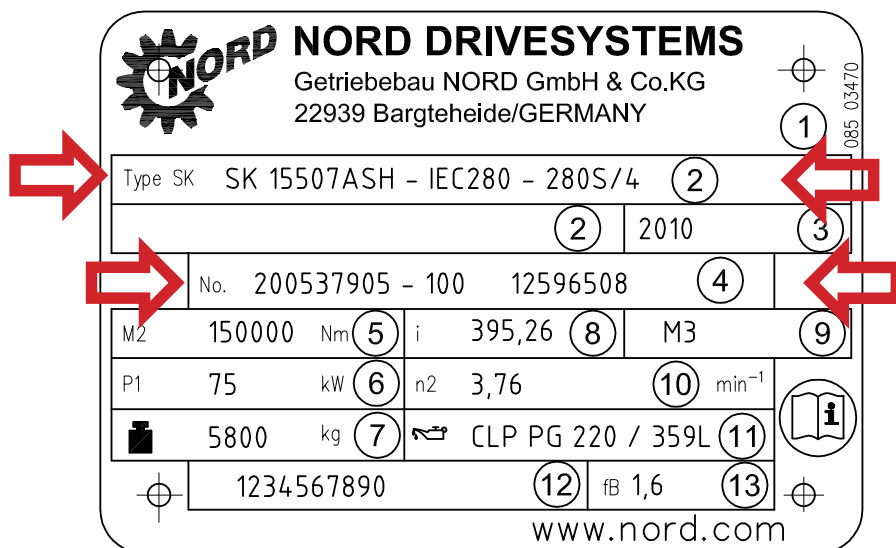 NORD NORD DRIVESYSTEMS
Getriebebau NORD GmbH & Co.KG
22939 Bargteheide/GERMANY
1
085 03470
Type SK SK 15507ASH - IEC280 - 280S/4 2
2 2010 3
No. 200537905 - 100 12596508 4
M2 150000 Nm 5 i 395,26 8 M3 9
P1 75 kW 6 n2 3,76 10 min⁻¹
5800 kg 7 CLP PG 220 / 359L 11
i
1234567890 12 fB 1,6 13
www.nord.com